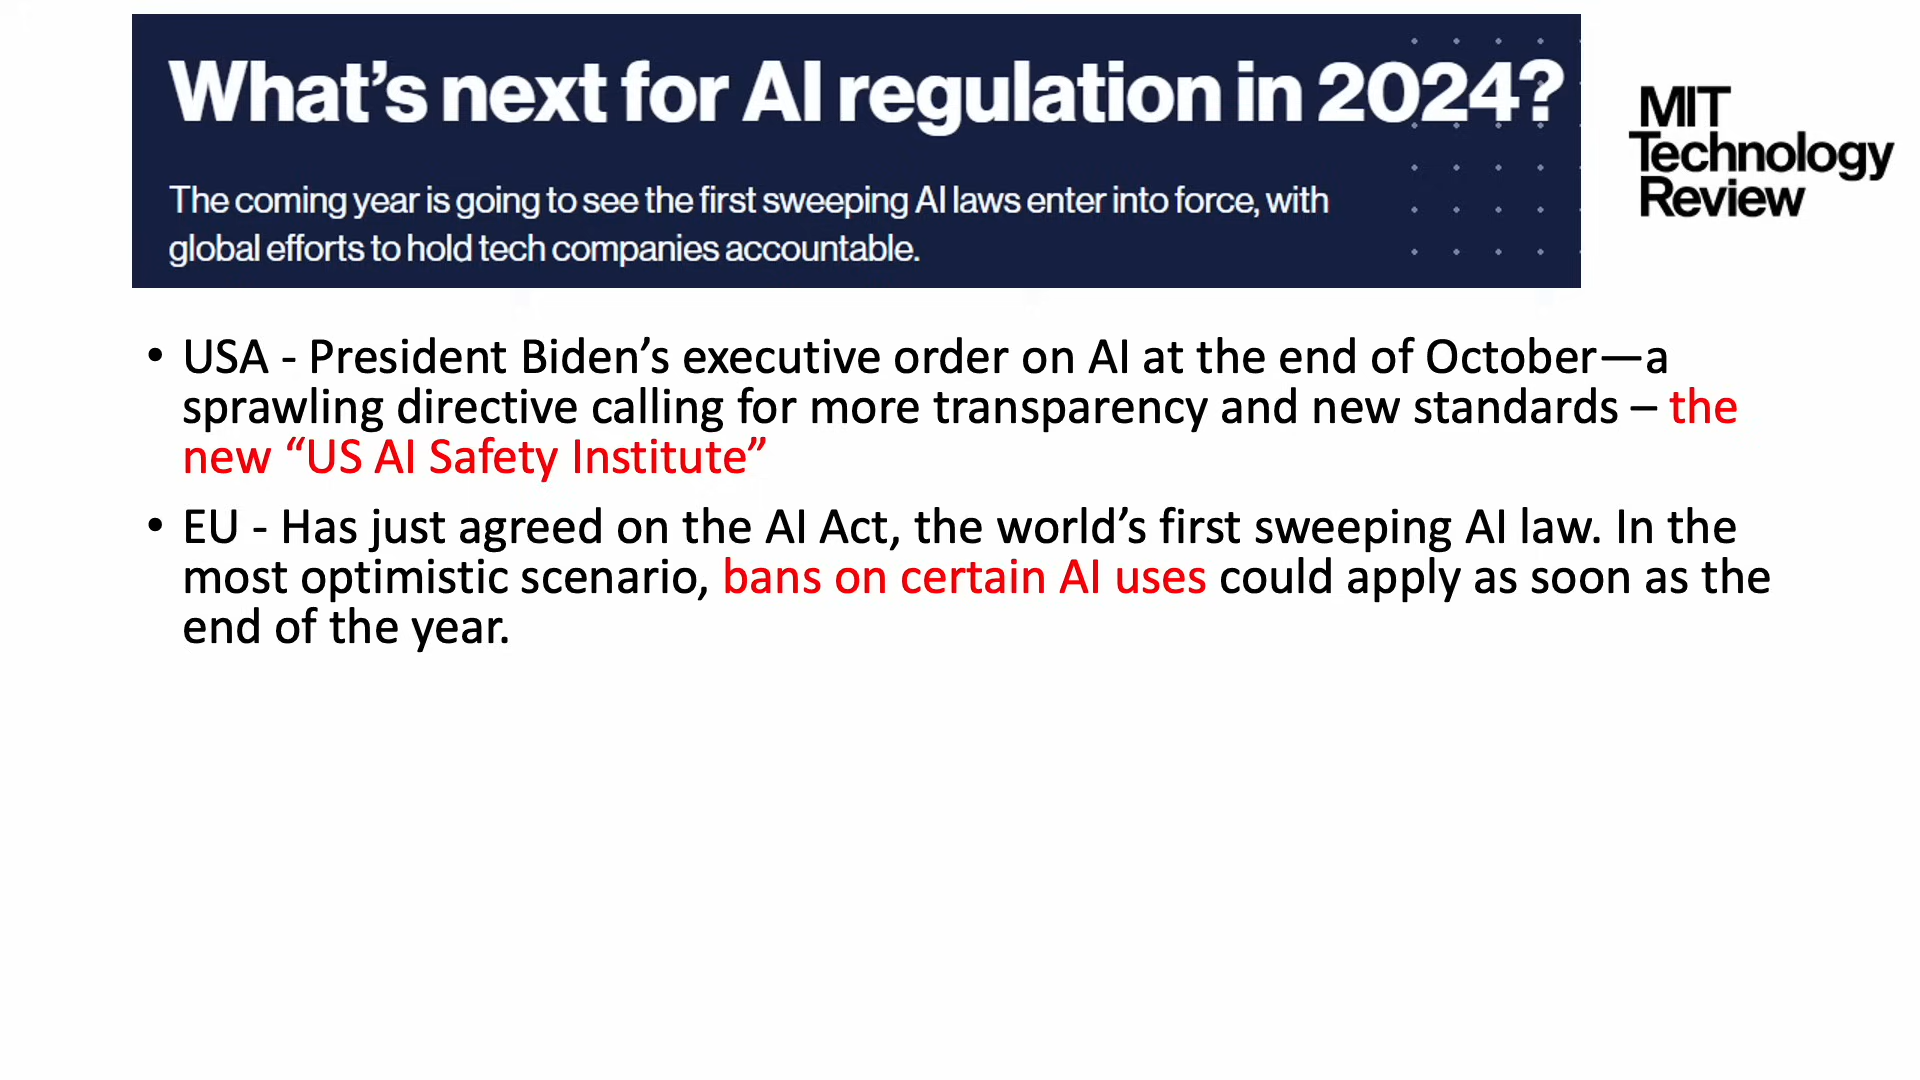 What’s next for AI regulation in 2024?
The coming year is going to see the first sweeping AI laws enter into force, with
global efforts to hold tech companies accountable.
MIT
Technology
Review
• USA - President Biden’s executive order on AI at the end of October—a
sprawling directive calling for more transparency and new standards – the
new “US AI Safety Institute”
• EU - Has just agreed on the AI Act, the world’s first sweeping AI law. In the
most optimistic scenario, bans on certain AI uses could apply as soon as the
end of the year.